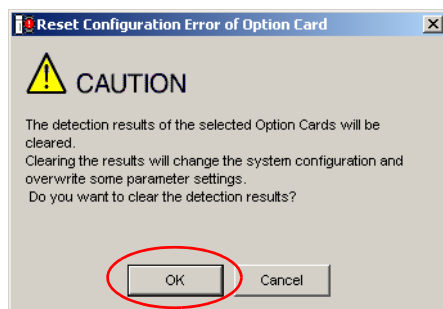 Reset Configuration Error of Option Card
CAUTION
The detection results of the selected Option Cards will be
cleared.
Clearing the results will change the system configuration and
overwrite some parameter settings.
Do you want to clear the detection results?
OK Cancel